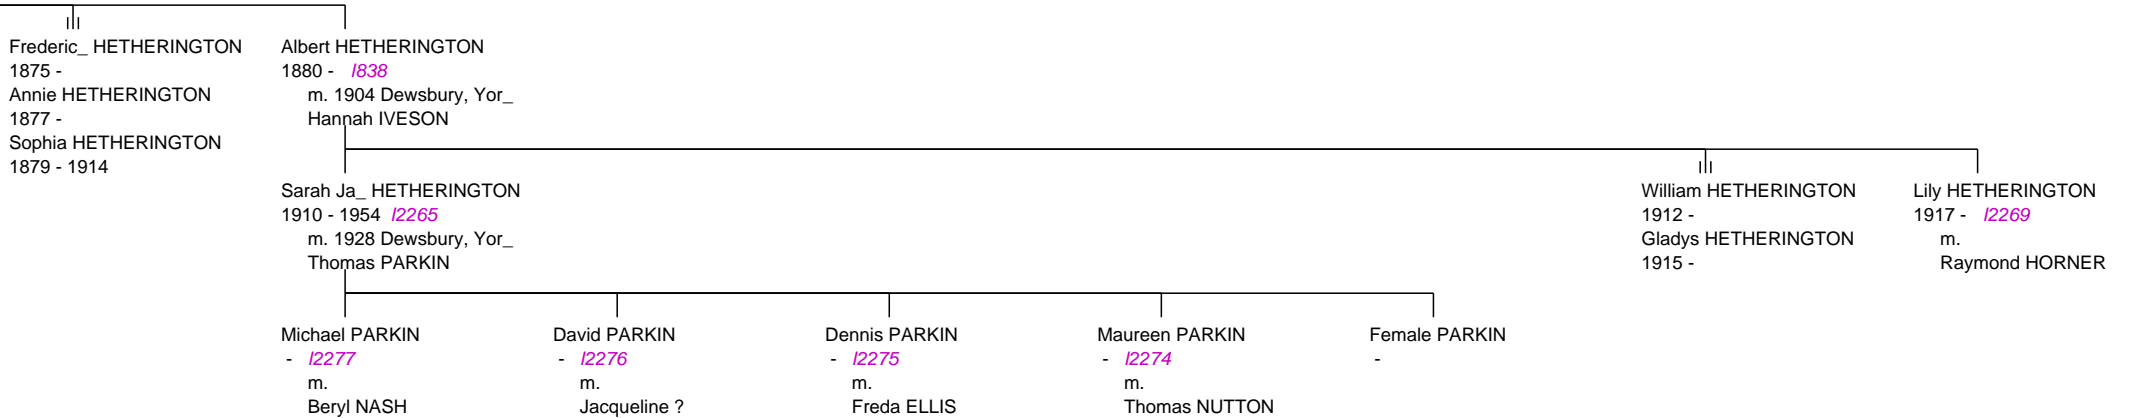 Frederic_ HETHERINGTON
1875 -
Annie HETHERINGTON
1877 -
Sophia HETHERINGTON
1879 - 1914
Albert HETHERINGTON
1880 - I838
m. 1904 Dewsbury, Yor_
Hannah IVESON
Sarah Ja_ HETHERINGTON
1910 - 1954 I2265
m. 1928 Dewsbury, Yor_
Thomas PARKIN
William HETHERINGTON
1912 -
Gladys HETHERINGTON
1915 -
Lily HETHERINGTON
1917 - I2269
m.
Raymond HORNER
Michael PARKIN
- I2277
m.
Beryl NASH
David PARKIN
- I2276
m.
Jacqueline ?
Dennis PARKIN
- I2275
m.
Freda ELLIS
Maureen PARKIN
- I2274
m.
Thomas NUTTON
Female PARKIN
-